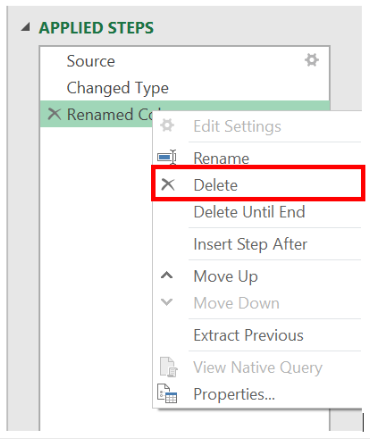 APPLIED STEPS
Source
Changed Type
Renamed
Edit Settings
Rename
Delete
Delete Until End
Insert Step After
Move Up
Move Down
Extract Previous
View Native Query
Properties...